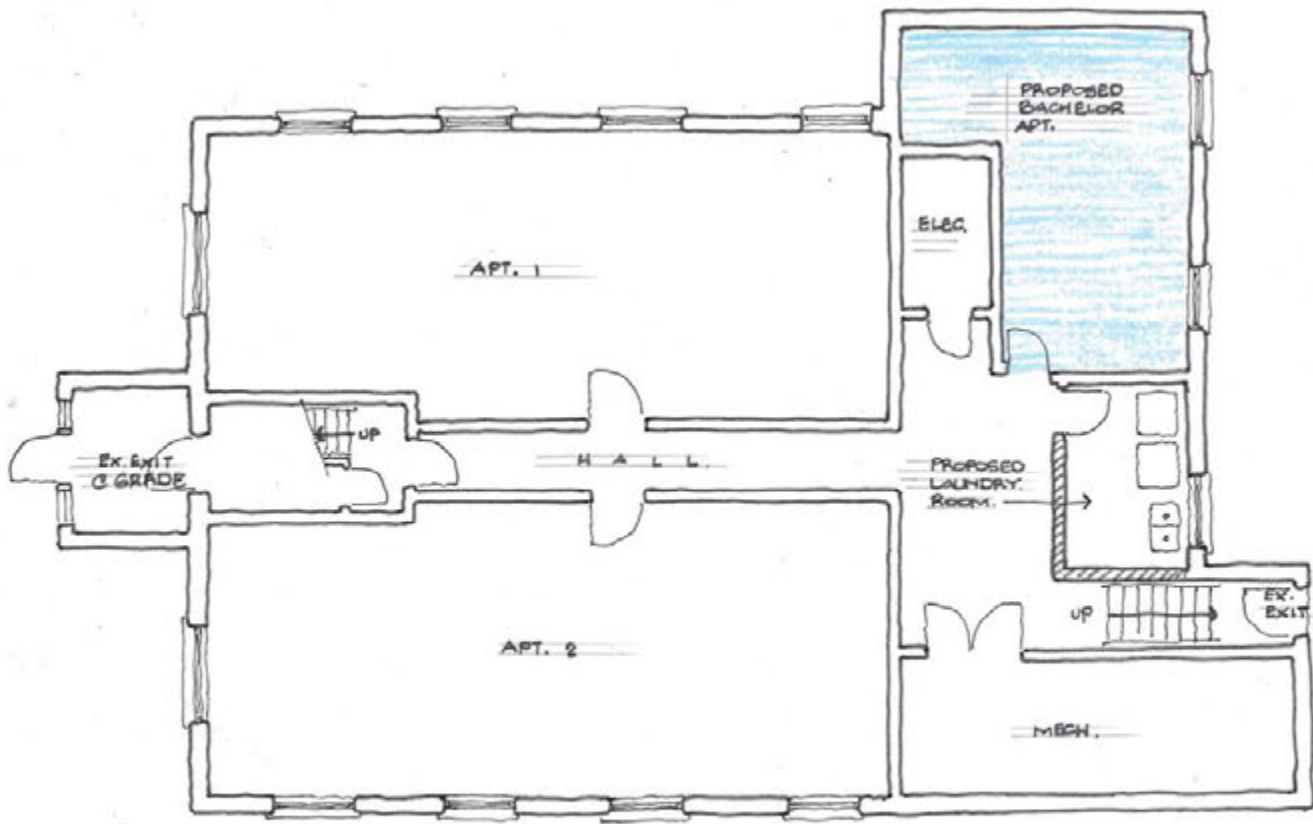 PROPOSED
BACHELOR
APT.
ELEC.
APT. 1
UP
EX. EXIT
@ GRADE
HALL.
PROPOSED
LAUNDRY
ROOM.
UP
EX.
EXIT
APT. 2
MECH.